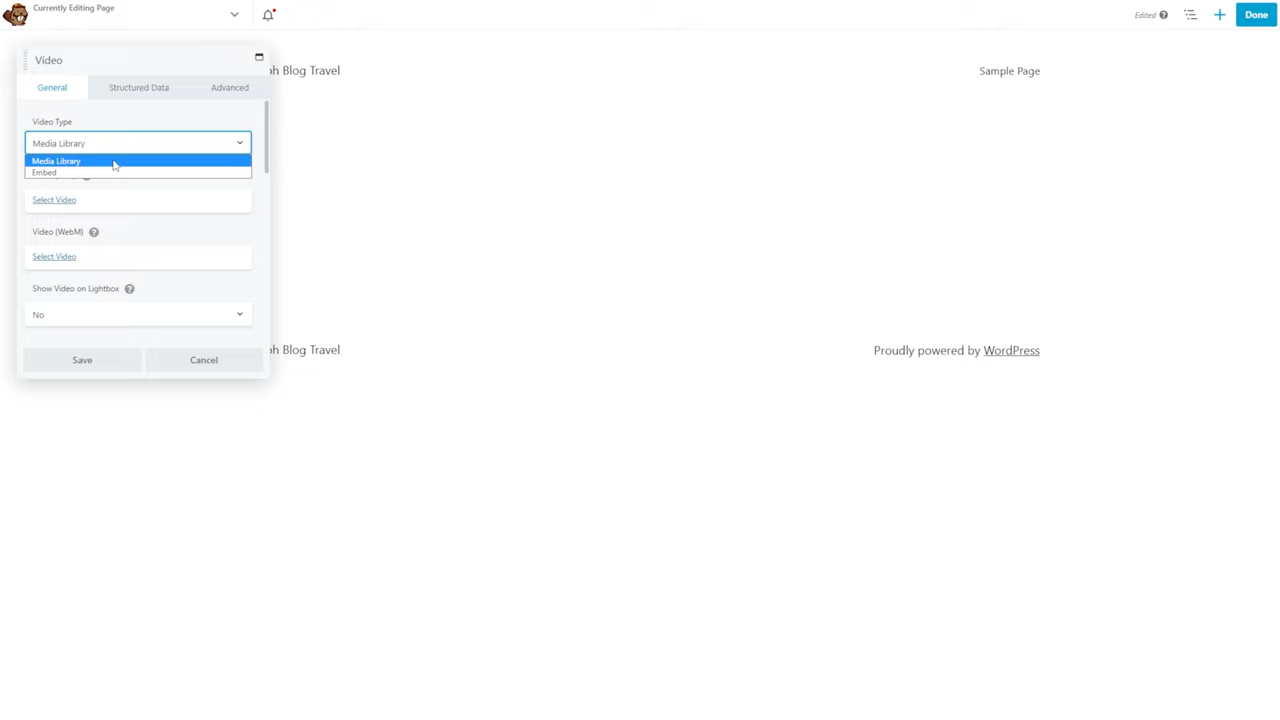 Currently Editing Page
Edited
Done
Video
General
Structured Data
Advanced
Video Type
Media Library
Media Library
Embed
Select Video
Video (WebM)
Select Video
Show Video on Lightbox
No
Save
Cancel
ph Blog Travel
Sample Page
ph Blog Travel
Proudly powered by WordPress